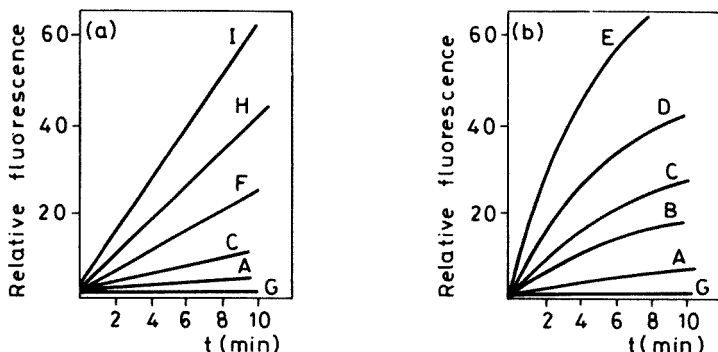 (a)
Relative fluorescence
60
40
20
I
H
F
C
A
G
2 4 6 8 10
t (min)
(b)
Relative fluorescence
60
40
20
E
D
C
B
A
G
2 4 6 8 10
t (min)